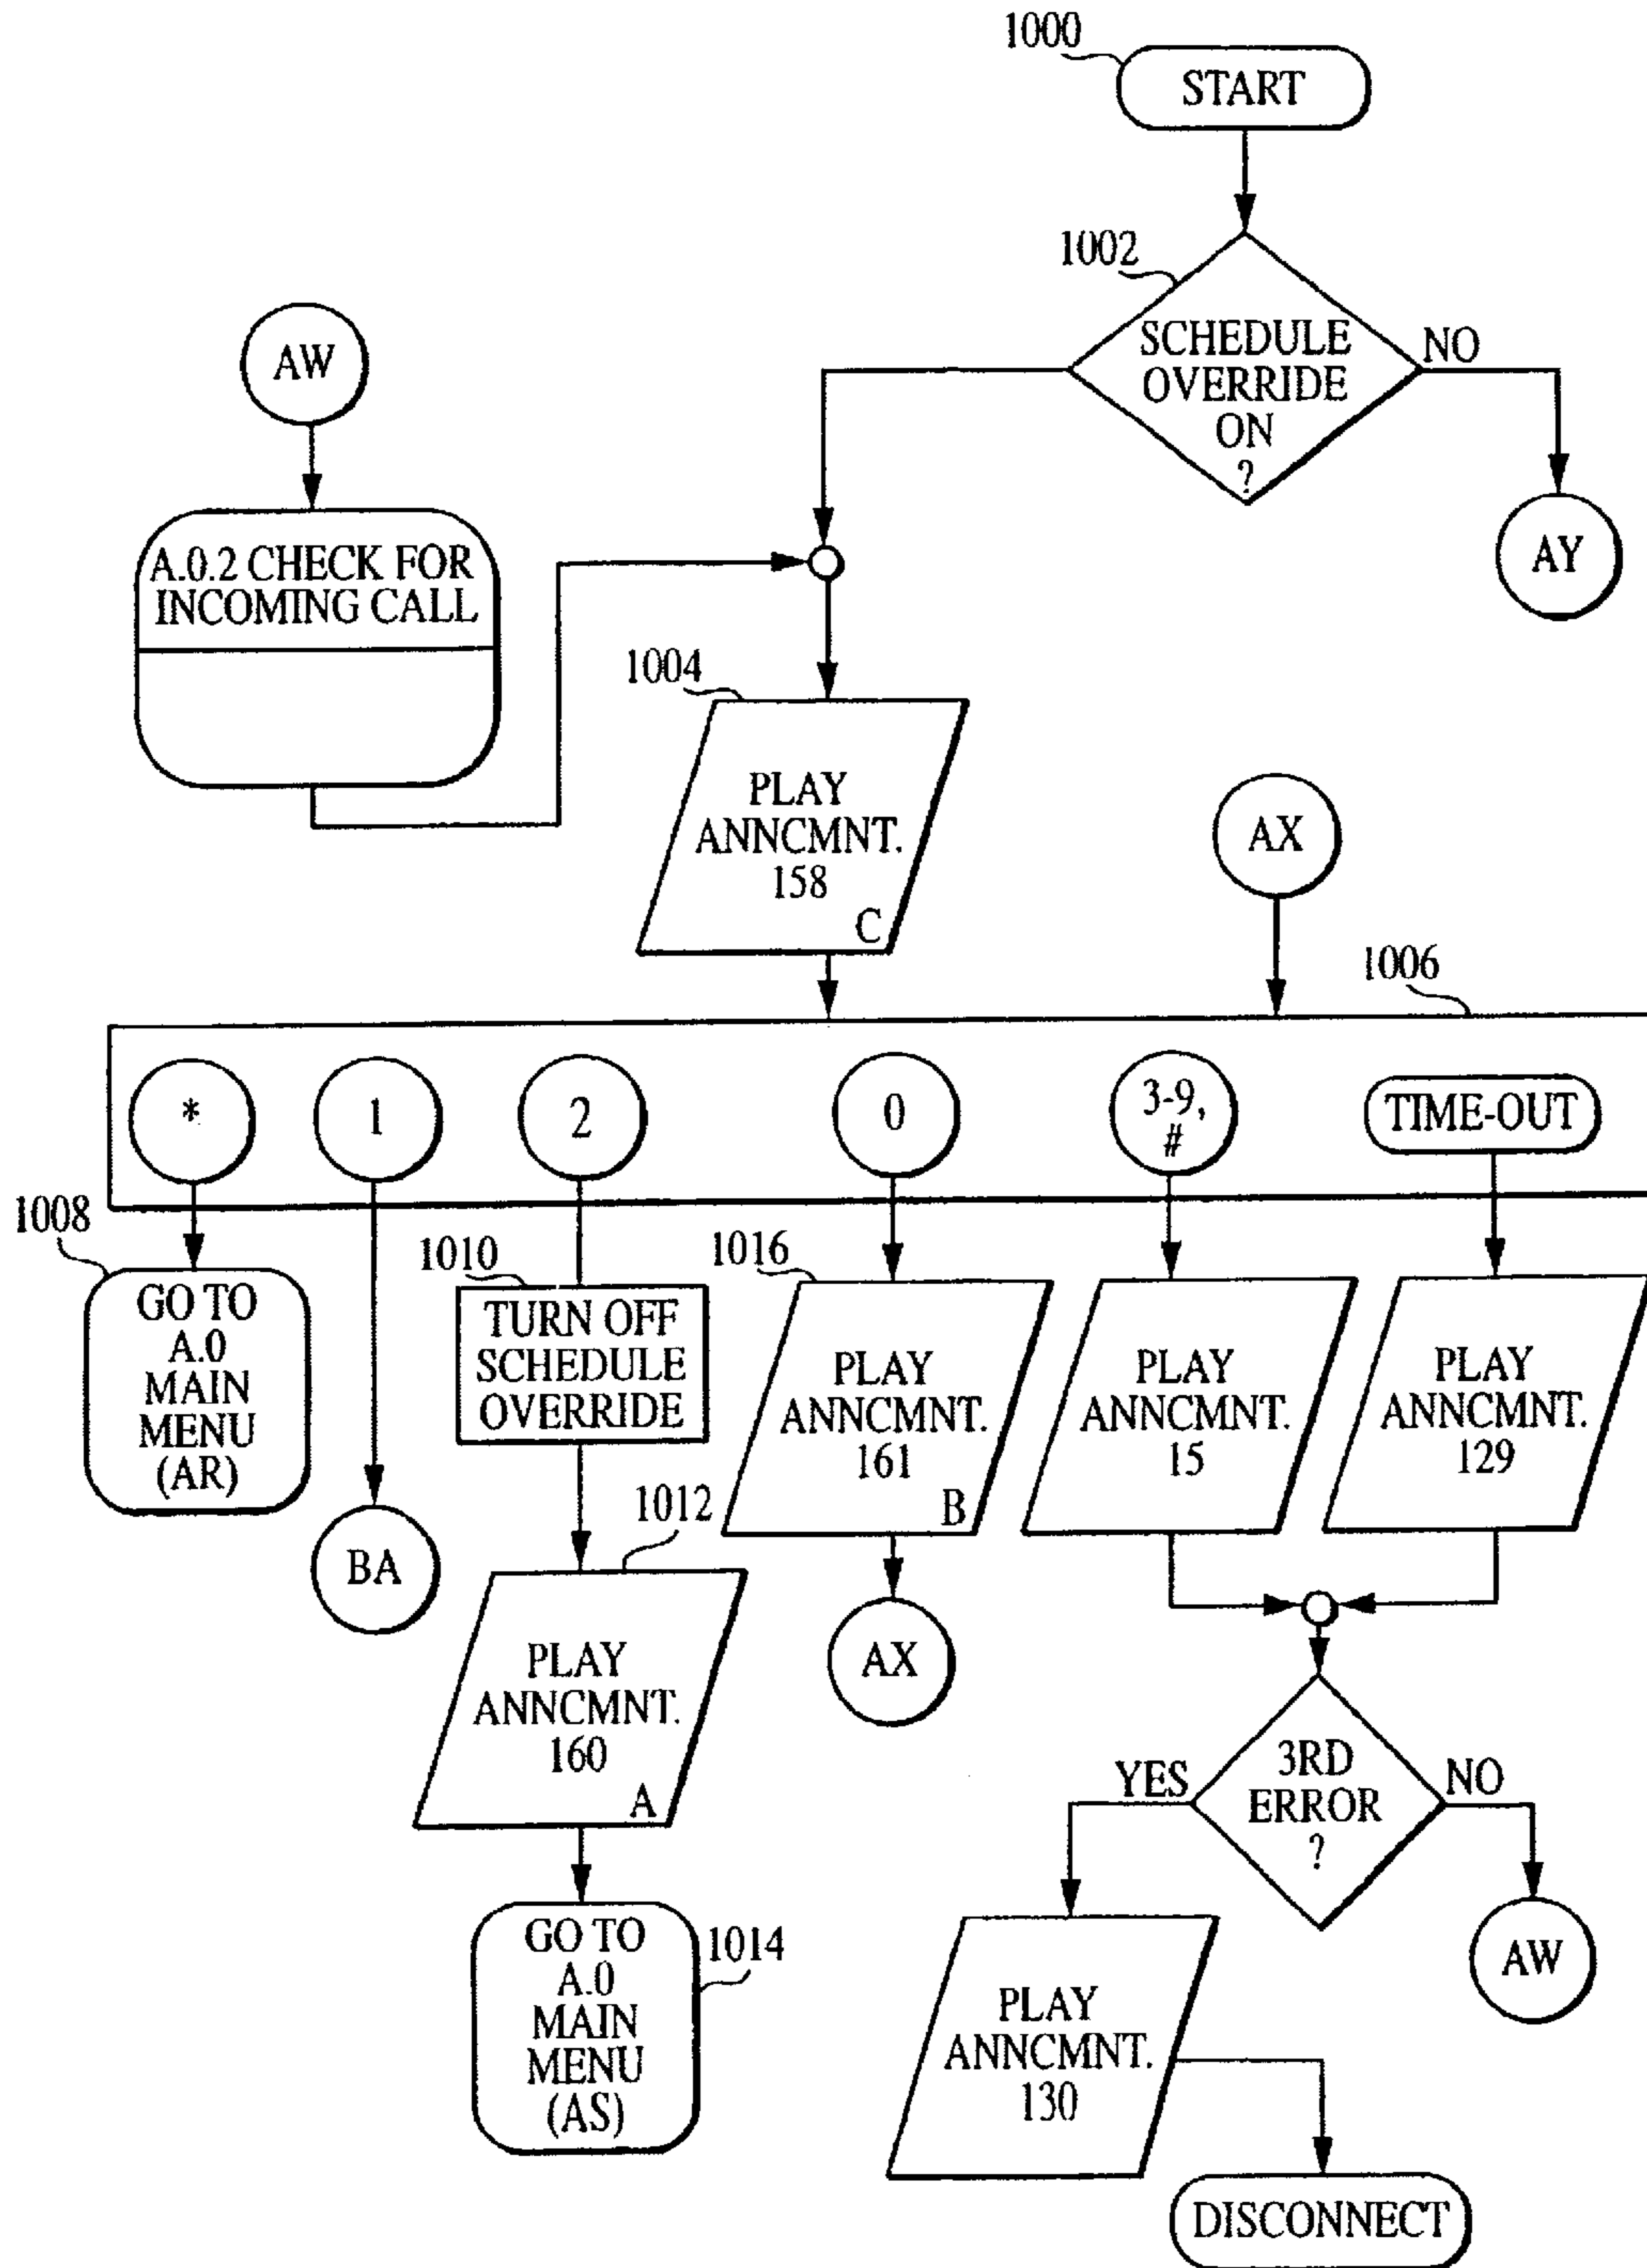 1000
START
1002
SCHEDULE
OVERRIDE
ON
?
NO
AY
AW
A.0.2 CHECK FOR
INCOMING CALL
1004
PLAY
ANNCMNT.
158
C
AX
1006
*
1
2
0
3-9,
#
TIME-OUT
1008
GO TO
A.0
MAIN
MENU
(AR)
BA
1010
TURN OFF
SCHEDULE
OVERRIDE
1012
PLAY
ANNCMNT.
160
A
GO TO
A.0
MAIN
MENU
(AS)
1014
1016
PLAY
ANNCMNT.
161
B
AX
PLAY
ANNCMNT.
15
PLAY
ANNCMNT.
129
3RD
ERROR
?
YES
NO
AW
PLAY
ANNCMNT.
130
DISCONNECT